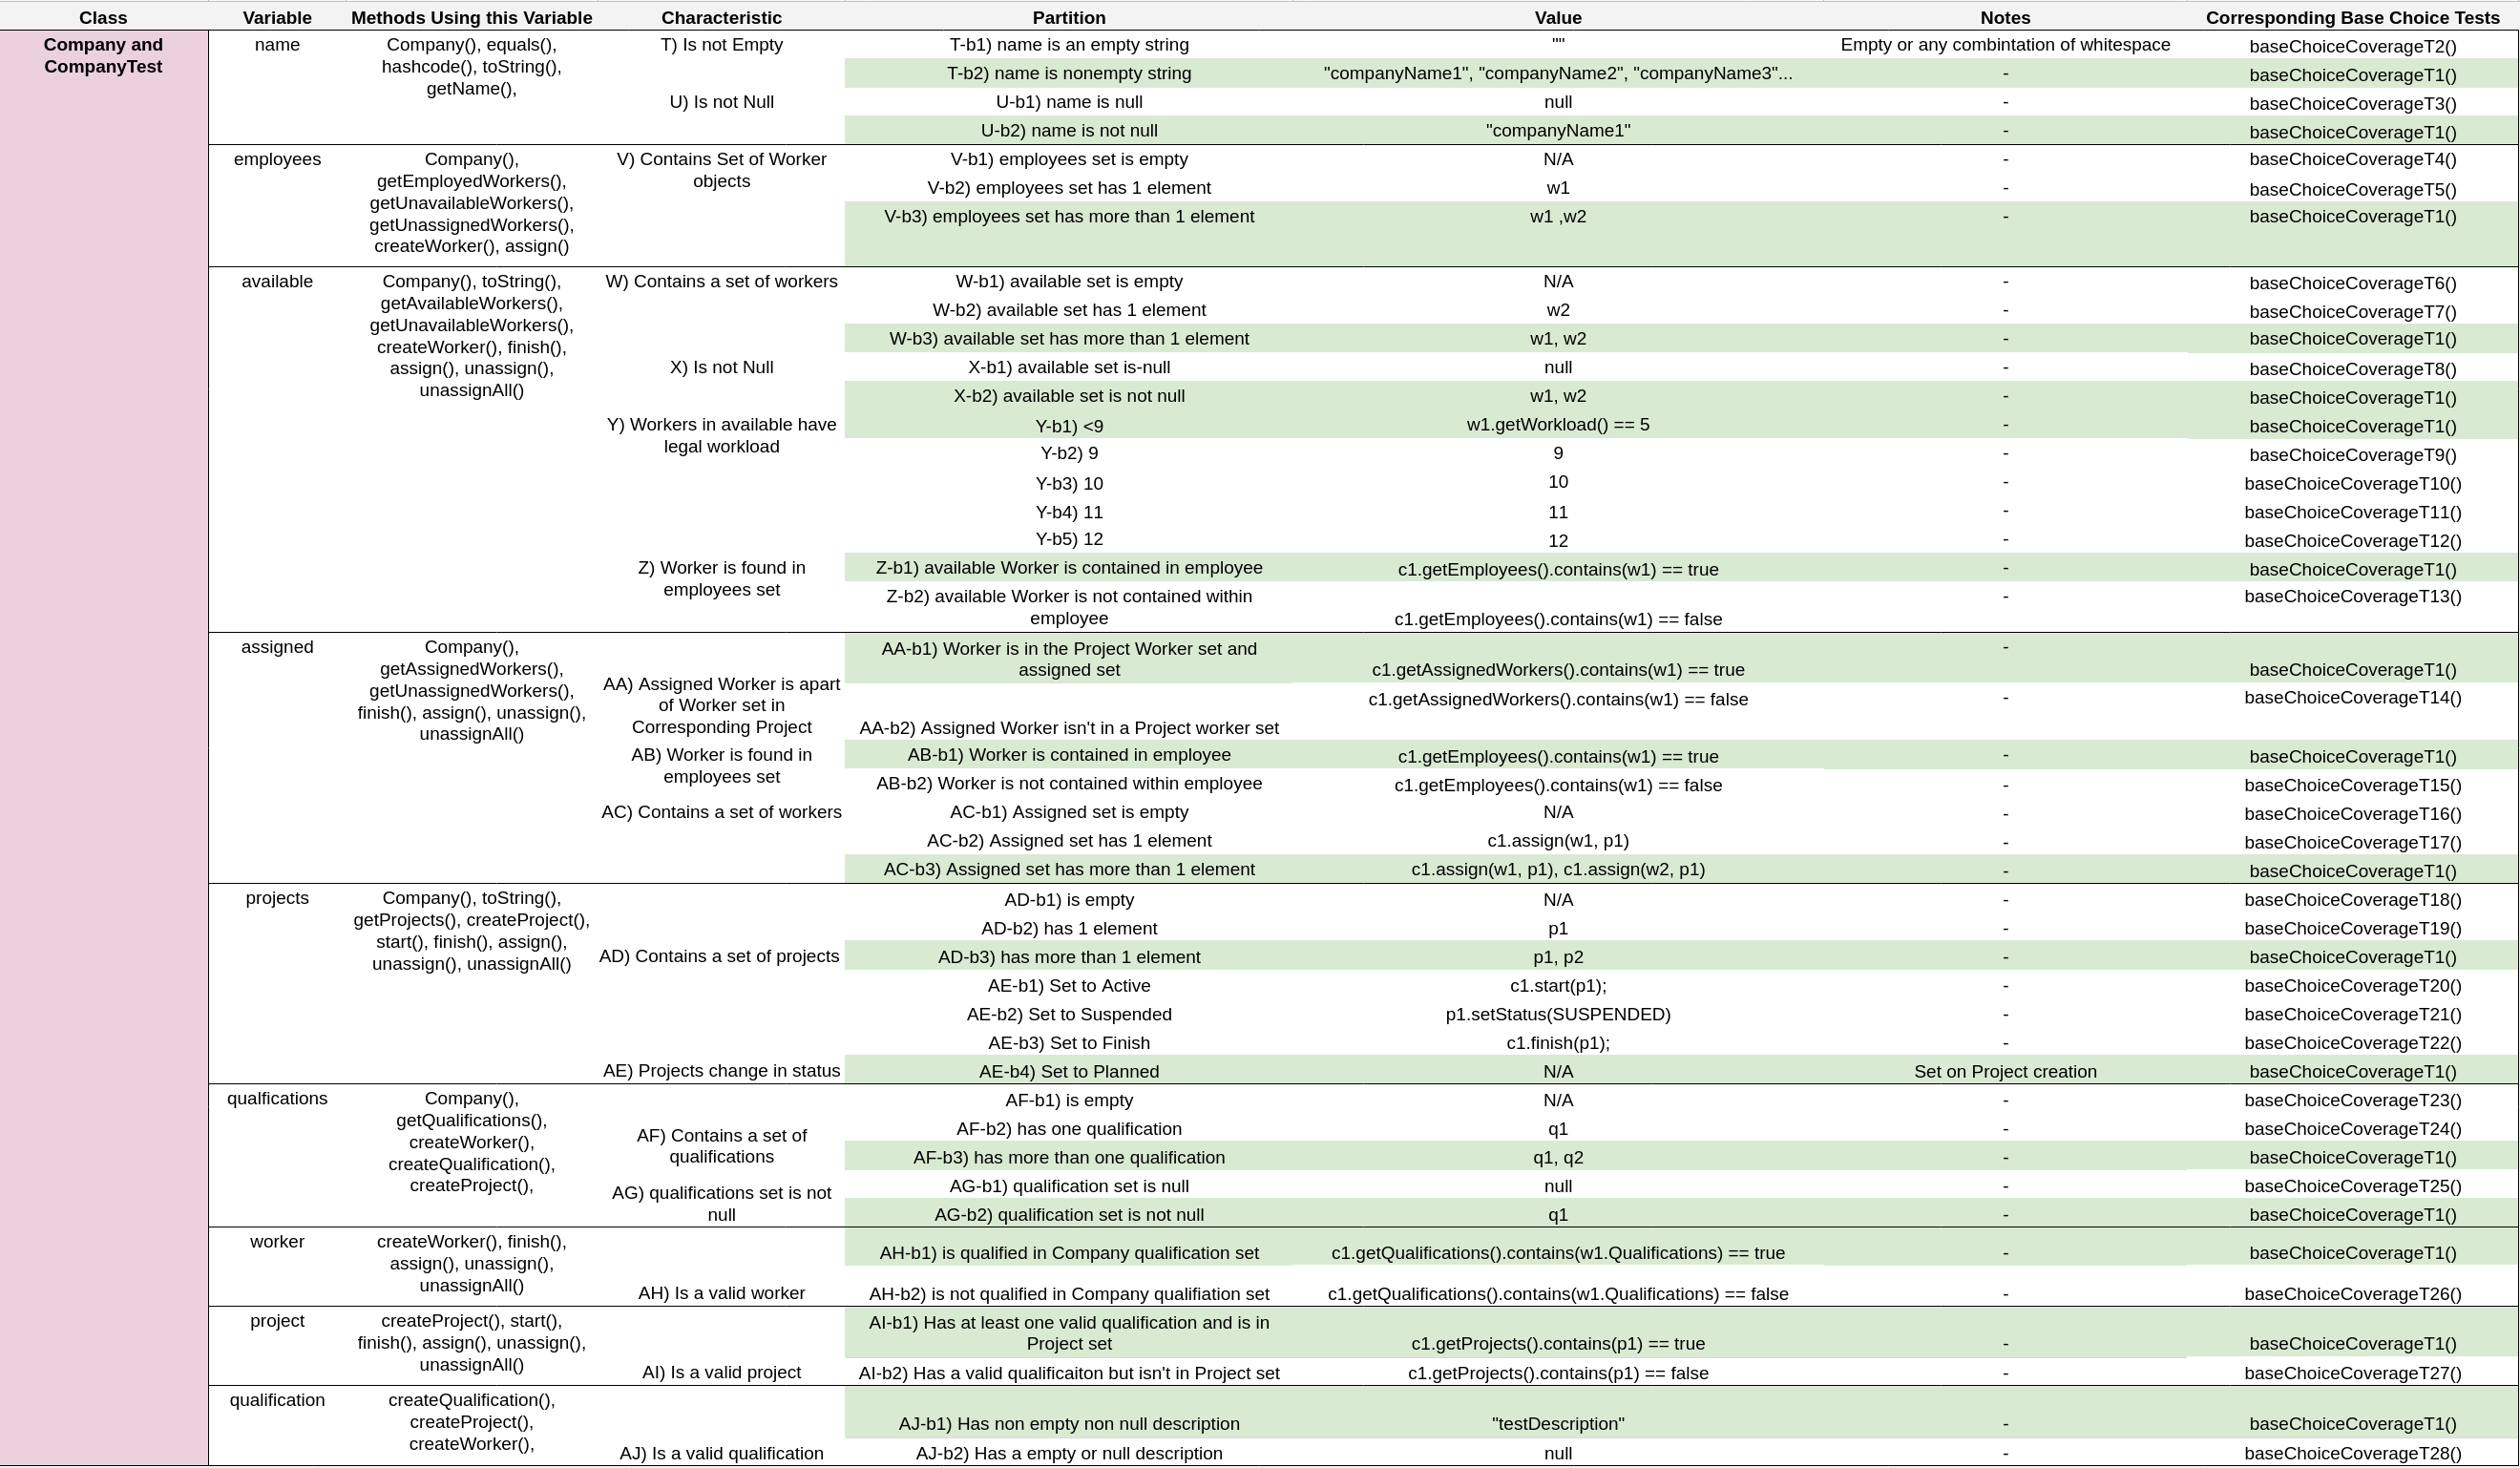 Class Variable Methods Using this Variable Characteristic Partition Value Notes Corresponding Base Choice Tests
Company and
CompanyTest
name
Company(), equals(),
hashcode(), toString(),
getName(),
T) Is not Empty
T-b1) name is an empty string "" Empty or any combintation of whitespace baseChoiceCoverageT2()
T-b2) name is nonempty string "companyName1", "companyName2", "companyName3"... - baseChoiceCoverageT1()
U) Is not Null
U-b1) name is null null - baseChoiceCoverageT3()
U-b2) name is not null "companyName1" - baseChoiceCoverageT1()
employees
Company(),
getEmployedWorkers(),
getUnavailableWorkers(),
getUnassignedWorkers(),
createWorker(), assign()
V) Contains Set of Worker
objects
V-b1) employees set is empty N/A - baseChoiceCoverageT4()
V-b2) employees set has 1 element w1 - baseChoiceCoverageT5()
V-b3) employees set has more than 1 element w1 ,w2 - baseChoiceCoverageT1()
available
Company(), toString(),
getAvailableWorkers(),
getUnavailableWorkers(),
createWorker(), finish(),
assign(), unassign(),
unassignAll()
W) Contains a set of workers
W-b1) available set is empty N/A - baseChoiceCoverageT6()
W-b2) available set has 1 element w2 - baseChoiceCoverageT7()
W-b3) available set has more than 1 element w1, w2 - baseChoiceCoverageT1()
X) Is not Null
X-b1) available set is-null null - baseChoiceCoverageT8()
X-b2) available set is not null w1, w2 - baseChoiceCoverageT1()
Y) Workers in available have
legal workload
Y-b1) <9 w1.getWorkload() == 5 - baseChoiceCoverageT1()
Y-b2) 9 9 - baseChoiceCoverageT9()
Y-b3) 10 10 - baseChoiceCoverageT10()
Y-b4) 11 11 - baseChoiceCoverageT11()
Y-b5) 12 12 - baseChoiceCoverageT12()
Z) Worker is found in
employees set
Z-b1) available Worker is contained in employee c1.getEmployees().contains(w1) == true - baseChoiceCoverageT1()
Z-b2) available Worker is not contained within
employee c1.getEmployees().contains(w1) == false - baseChoiceCoverageT13()
assigned
Company(),
getAssignedWorkers(),
getUnassignedWorkers(),
finish(), assign(), unassign(),
unassignAll()
AA) Assigned Worker is apart
of Worker set in
Corresponding Project
AA-b1) Worker is in the Project Worker set and
assigned set c1.getAssignedWorkers().contains(w1) == true - baseChoiceCoverageT1()
AA-b2) Assigned Worker isn't in a Project worker set c1.getAssignedWorkers().contains(w1) == false - baseChoiceCoverageT14()
AB) Worker is found in
employees set
AB-b1) Worker is contained in employee c1.getEmployees().contains(w1) == true - baseChoiceCoverageT1()
AB-b2) Worker is not contained within employee c1.getEmployees().contains(w1) == false - baseChoiceCoverageT15()
AC) Contains a set of workers
AC-b1) Assigned set is empty N/A - baseChoiceCoverageT16()
AC-b2) Assigned set has 1 element c1.assign(w1, p1) - baseChoiceCoverageT17()
AC-b3) Assigned set has more than 1 element c1.assign(w1, p1), c1.assign(w2, p1) - baseChoiceCoverageT1()
projects
Company(), toString(),
getProjects(), createProject(),
start(), finish(), assign(),
unassign(), unassignAll()
AD) Contains a set of projects
AD-b1) is empty N/A - baseChoiceCoverageT18()
AD-b2) has 1 element p1 - baseChoiceCoverageT19()
AD-b3) has more than 1 element p1, p2 - baseChoiceCoverageT1()
AE-b1) Set to Active c1.start(p1); - baseChoiceCoverageT20()
AE-b2) Set to Suspended p1.setStatus(SUSPENDED) - baseChoiceCoverageT21()
AE-b3) Set to Finish c1.finish(p1); - baseChoiceCoverageT22()
AE) Projects change in status
AE-b4) Set to Planned N/A Set on Project creation baseChoiceCoverageT1()
qualfications
Company(),
getQualifications(),
createWorker(),
createQualification(),
createProject(),
AF) Contains a set of
qualifications
AF-b1) is empty N/A - baseChoiceCoverageT23()
AF-b2) has one qualification q1 - baseChoiceCoverageT24()
AF-b3) has more than one qualification q1, q2 - baseChoiceCoverageT1()
AG) qualifications set is not
null
AG-b1) qualification set is null null - baseChoiceCoverageT25()
AG-b2) qualification set is not null q1 - baseChoiceCoverageT1()
worker
createWorker(), finish(),
assign(), unassign(),
unassignAll()
AH) Is a valid worker
AH-b1) is qualified in Company qualification set c1.getQualifications().contains(w1.Qualifications) == true - baseChoiceCoverageT1()
AH-b2) is not qualified in Company qualifiation set c1.getQualifications().contains(w1.Qualifications) == false - baseChoiceCoverageT26()
project
createProject(), start(),
finish(), assign(), unassign(),
unassignAll()
AI) Is a valid project
AI-b1) Has at least one valid qualification and is in
Project set c1.getProjects().contains(p1) == true - baseChoiceCoverageT1()
AI-b2) Has a valid qualificaiton but isn't in Project set c1.getProjects().contains(p1) == false - baseChoiceCoverageT27()
qualification
createQualification(),
createProject(),
createWorker(),
AJ) Is a valid qualification
AJ-b1) Has non empty non null description "testDescription" - baseChoiceCoverageT1()
AJ-b2) Has a empty or null description null - baseChoiceCoverageT28()